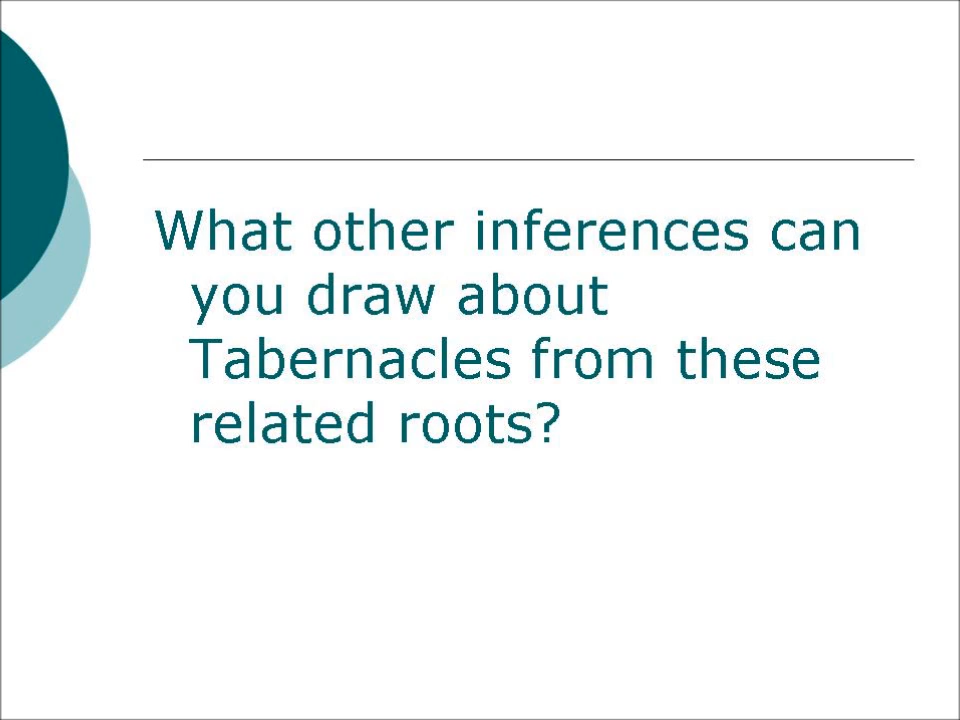 What other inferences can
you draw about
Tabernacles from these
related roots?